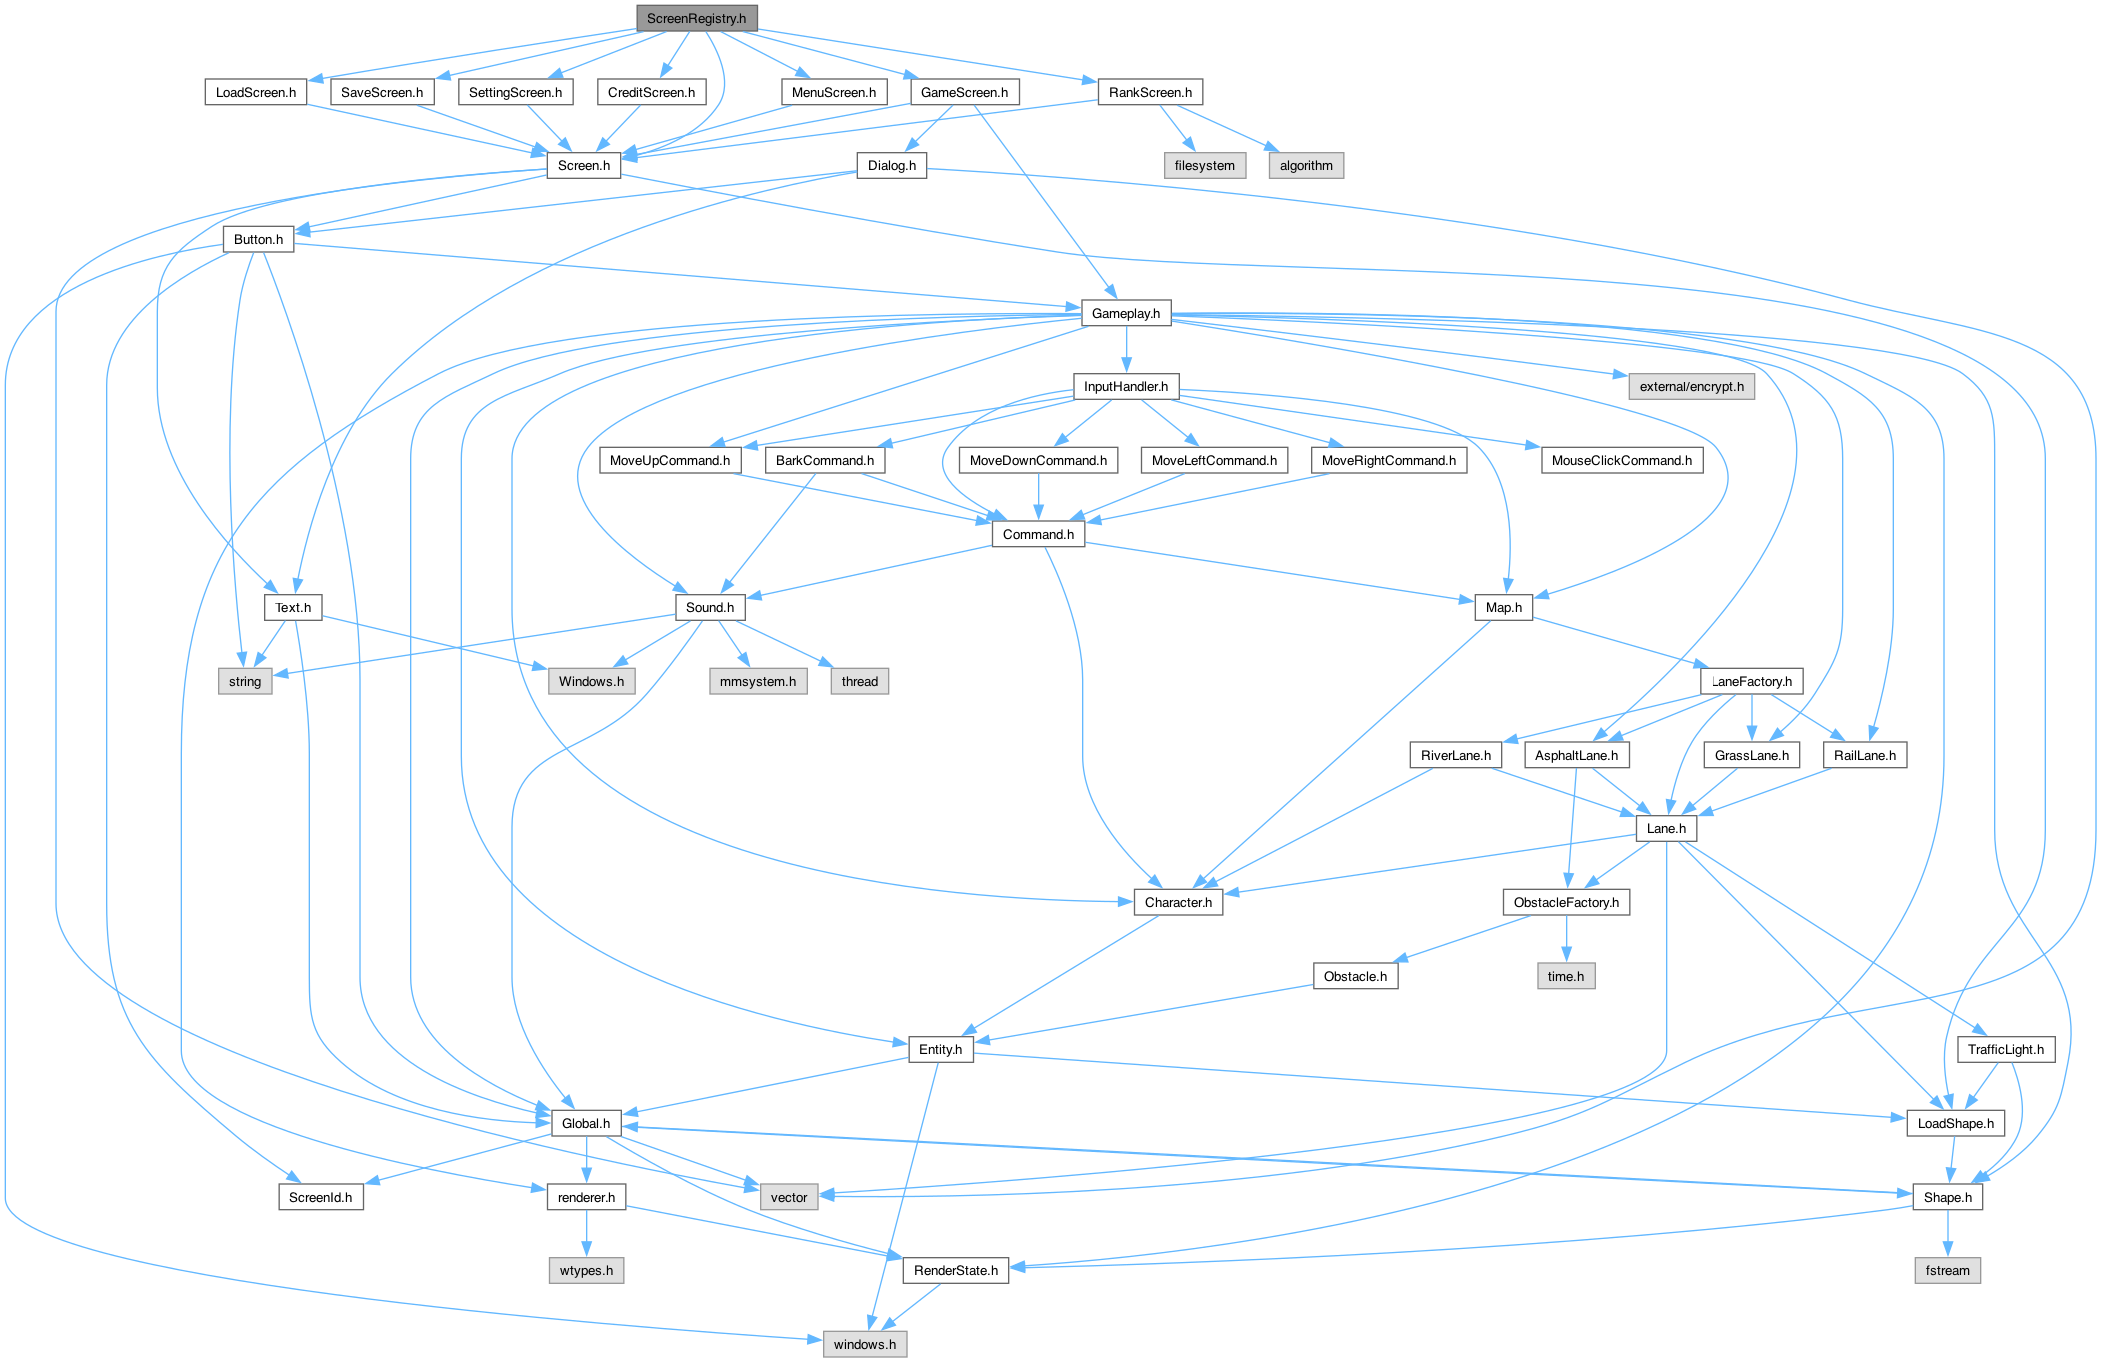 ScreenRegistry.h
LoadScreen.h
SaveScreen.h
SettingScreen.h
CreditScreen.h
MenuScreen.h
GameScreen.h
RankScreen.h
Screen.h
Dialog.h
filesystem
algorithm
Button.h
Gameplay.h
InputHandler.h
external/encrypt.h
MoveUpCommand.h
BarkCommand.h
MoveDownCommand.h
MoveLeftCommand.h
MoveRightCommand.h
MouseClickCommand.h
Command.h
Text.h
Sound.h
Map.h
string
Windows.h
mmsystem.h
thread
LaneFactory.h
RiverLane.h
AsphaltLane.h
GrassLane.h
RailLane.h
Lane.h
Character.h
ObstacleFactory.h
Obstacle.h
time.h
Entity.h
TrafficLight.h
Global.h
LoadShape.h
ScreenId.h
renderer.h
vector
Shape.h
wtypes.h
RenderState.h
fstream
windows.h